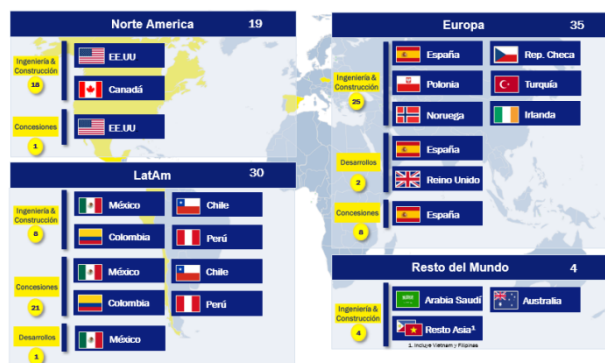 Norte America 19
Ingeniería &
Construcción
18
EE.UU
Canadá
Concesiones
1
EE.UU
LatAm 30
Ingeniería &
Construcción
8
México
Chile
Colombia
Perú
Concesiones
21
México
Chile
Colombia
Perú
Desarrollos
1
México
Europa 35
Ingeniería &
Construcción
25
España
Rep. Checa
Polonia
Turquía
Noruega
Irlanda
Desarrollos
2
España
Reino Unido
Concesiones
8
España
Resto del Mundo 4
Ingeniería &
Construcción
4
Arabia Saudí
Australia
Resto Asia¹
1. Incluye Vietnam y Filipinas